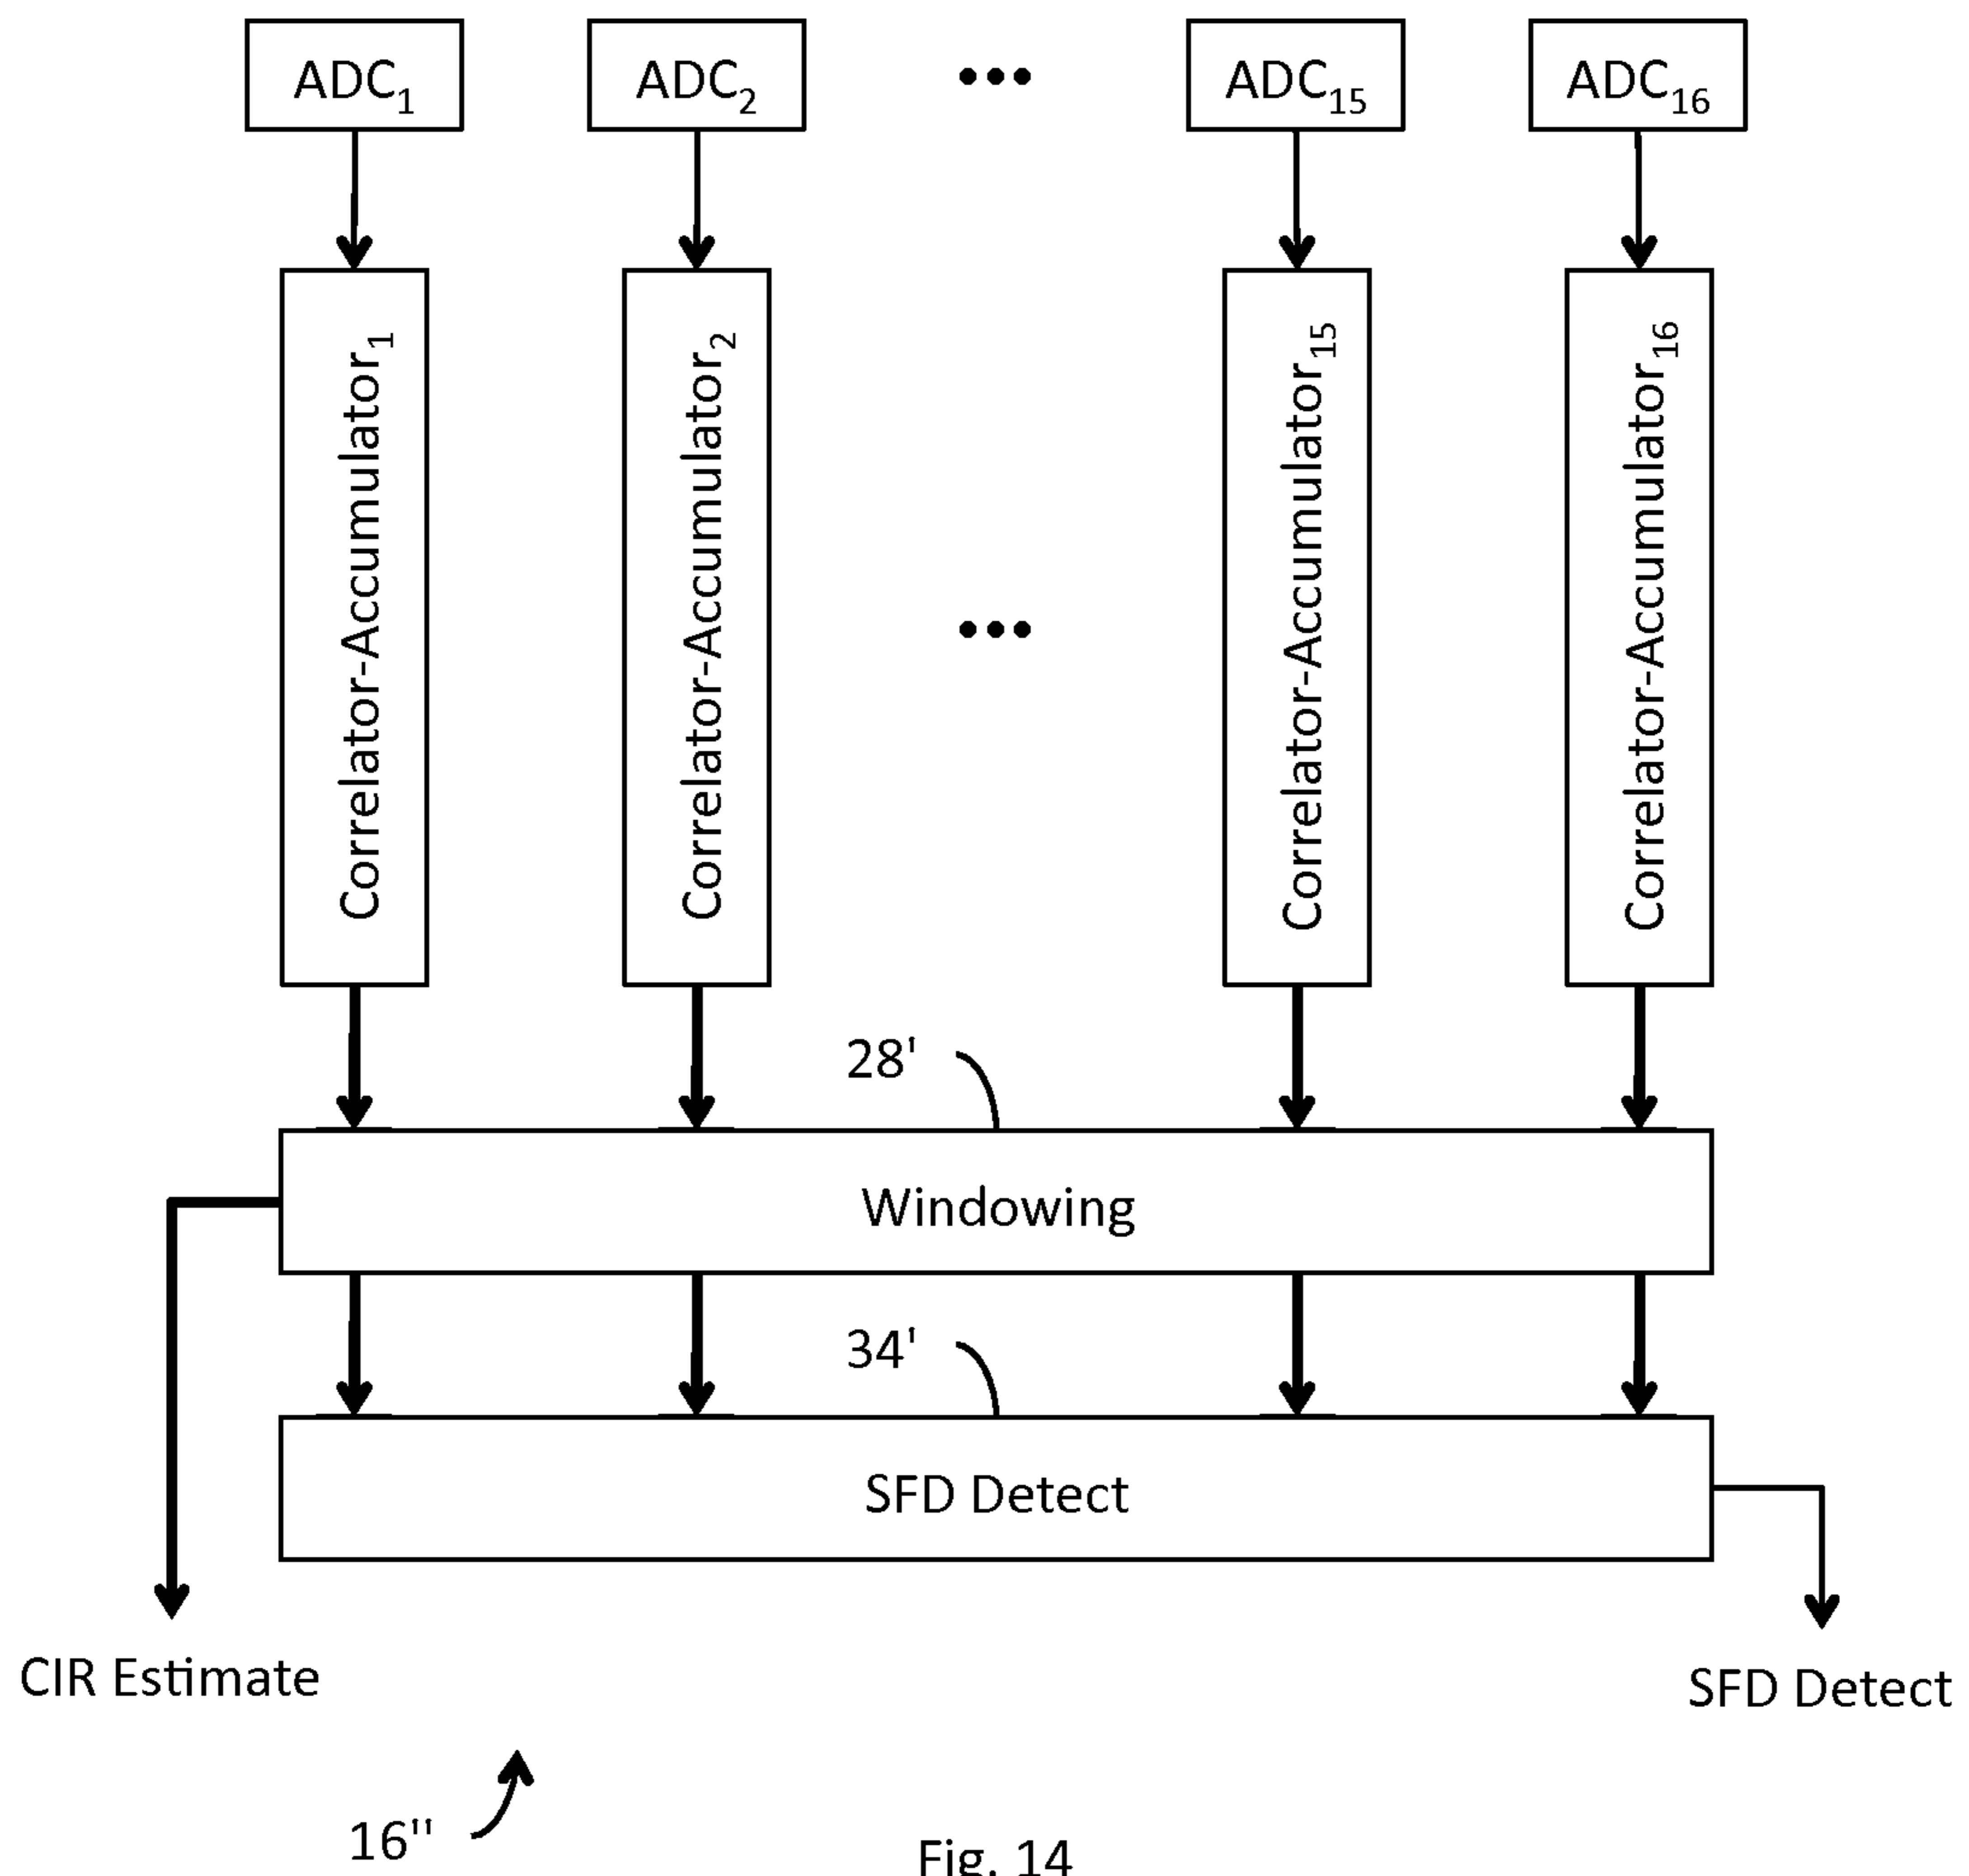 ADC1
ADC2
•••
ADC15
ADC16
Correlator-Accumulator1
Correlator-Accumulator2
•••
Correlator-Accumulator15
Correlator-Accumulator16
28'
Windowing
34'
SFD Detect
CIR Estimate
SFD Detect
16"
Fig. 14